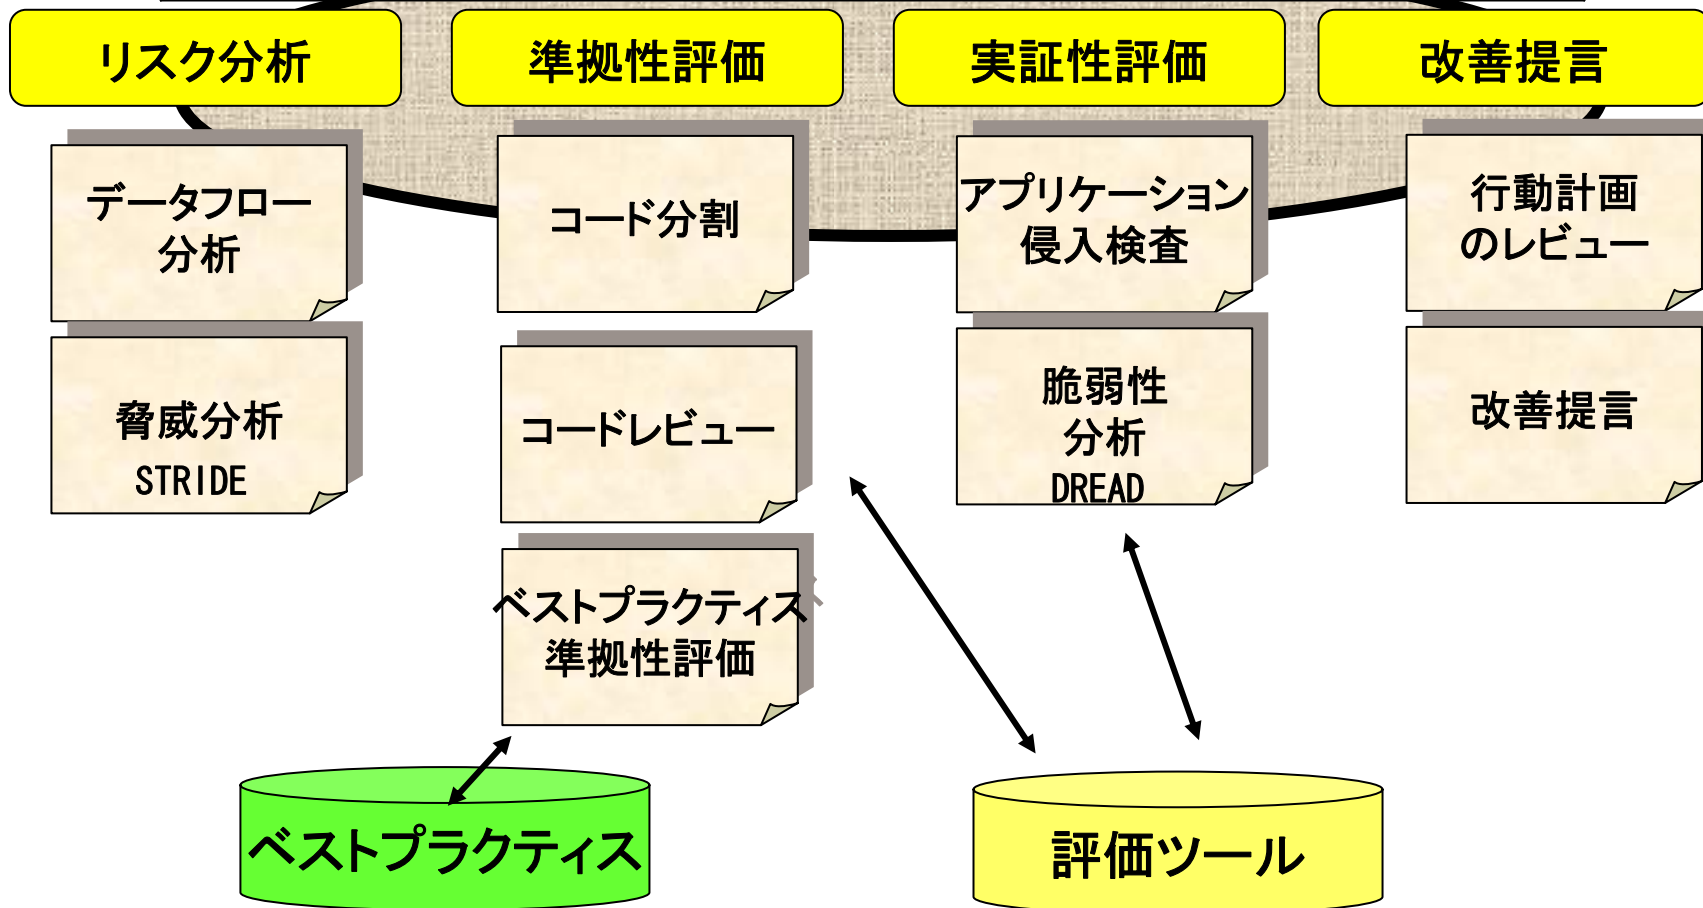 リスク分析
準拠性評価
実証性評価
改善提言
データフロー
分析
脅威分析
STRIDE
コード分割
コードレビュー
ベストプラクティス
準拠性評価
アプリケーション
侵入検査
脆弱性
分析
DREAD
行動計画
のレビュー
改善提言
ベストプラクティス
評価ツール